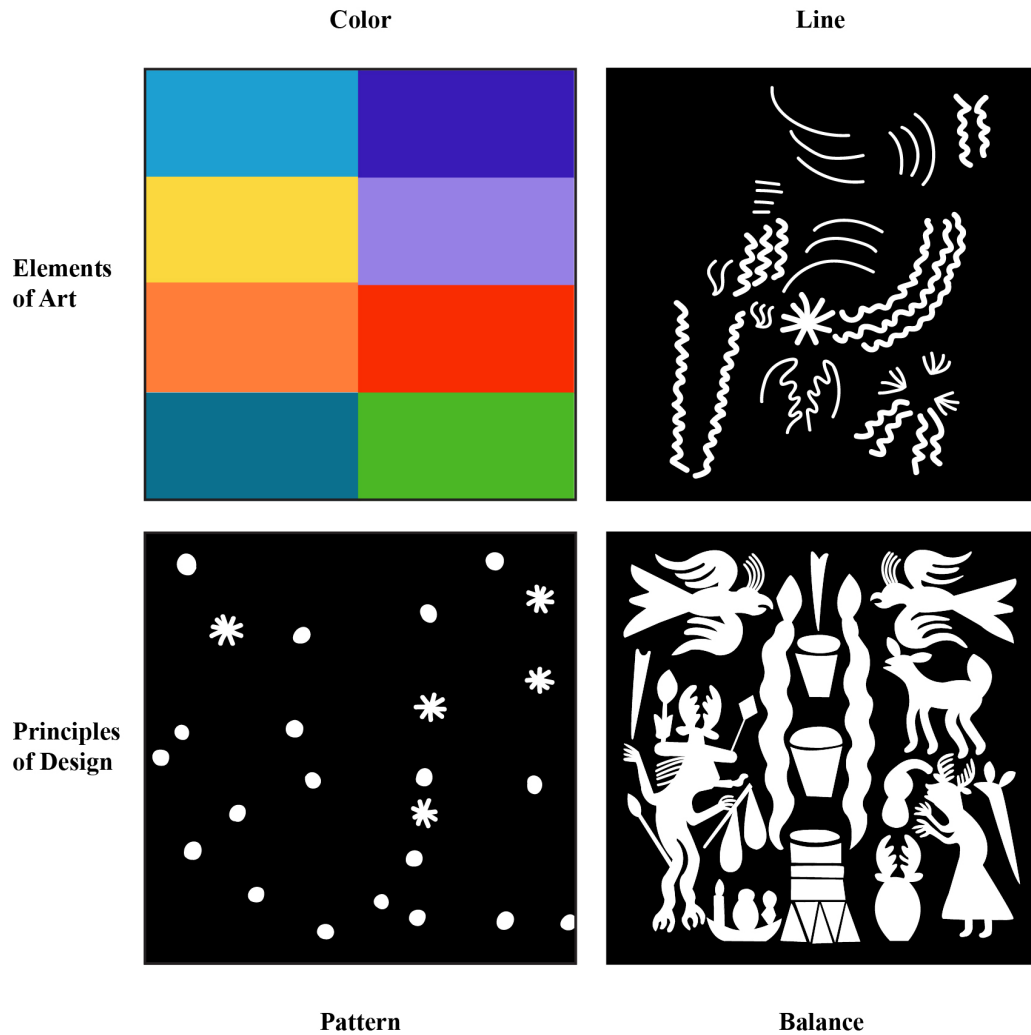 Color
Line
Elements
of Art
Principles
of Design
Pattern
Balance